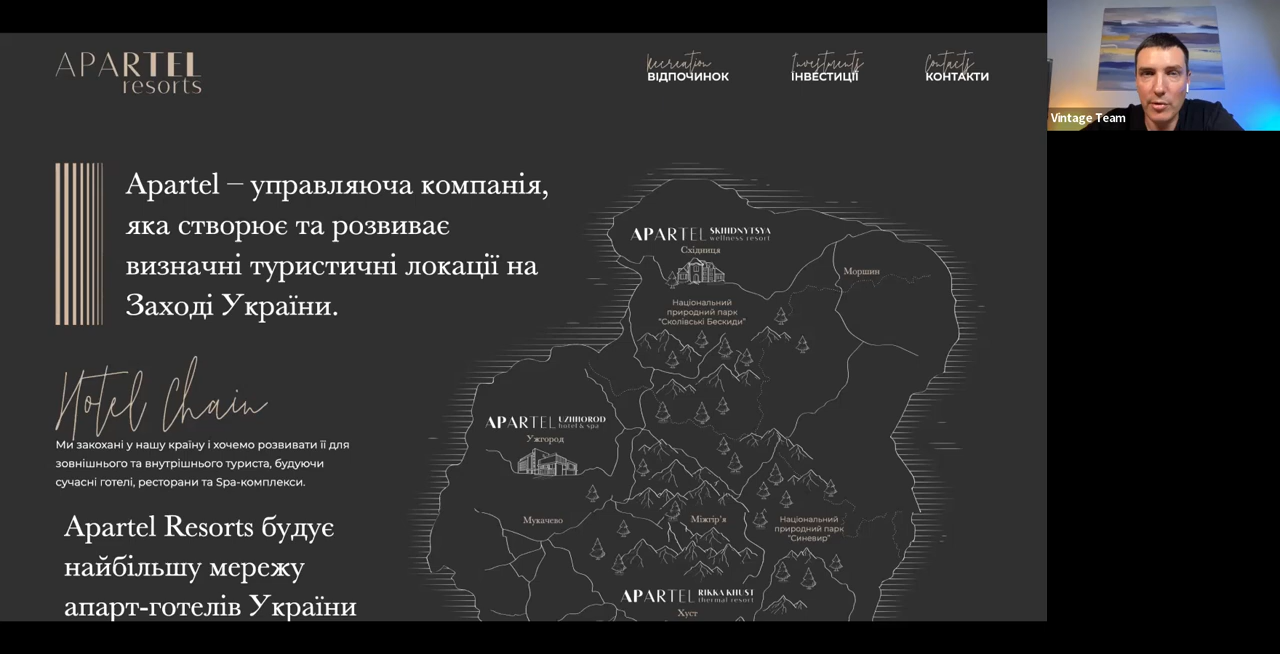 APARTEL
resorts
Recreation
ВІДПОЧИНОК
Investments
ІНВЕСТИЦІЇ
Contacts
КОНТАКТИ
Vintage Team
Apartel – управляюча компанія,
яка створює та розвиває
визначні туристичні локації на
Заході України.
Hotel Chain
Ми закохані у нашу країну і хочемо розвивати її для
зовнішнього та внутрішнього туриста, будуючи
сучасні готелі, ресторани та Spa-комплекси.
Apartel Resorts будує
найбільшу мережу
апарт-готелів України
APARTEL SKHIDNYTSYA
wellness resort
Східниця
Моршин
Національний
природний парк
"Сколівські Бескиди"
APARTEL UZHHOROD
hotel & spa
Ужгород
Мукачево
Міжгір’я
Національний
природний парк
"Синевир"
APARTEL RIKKA KHUST
thermal resort
Хуст